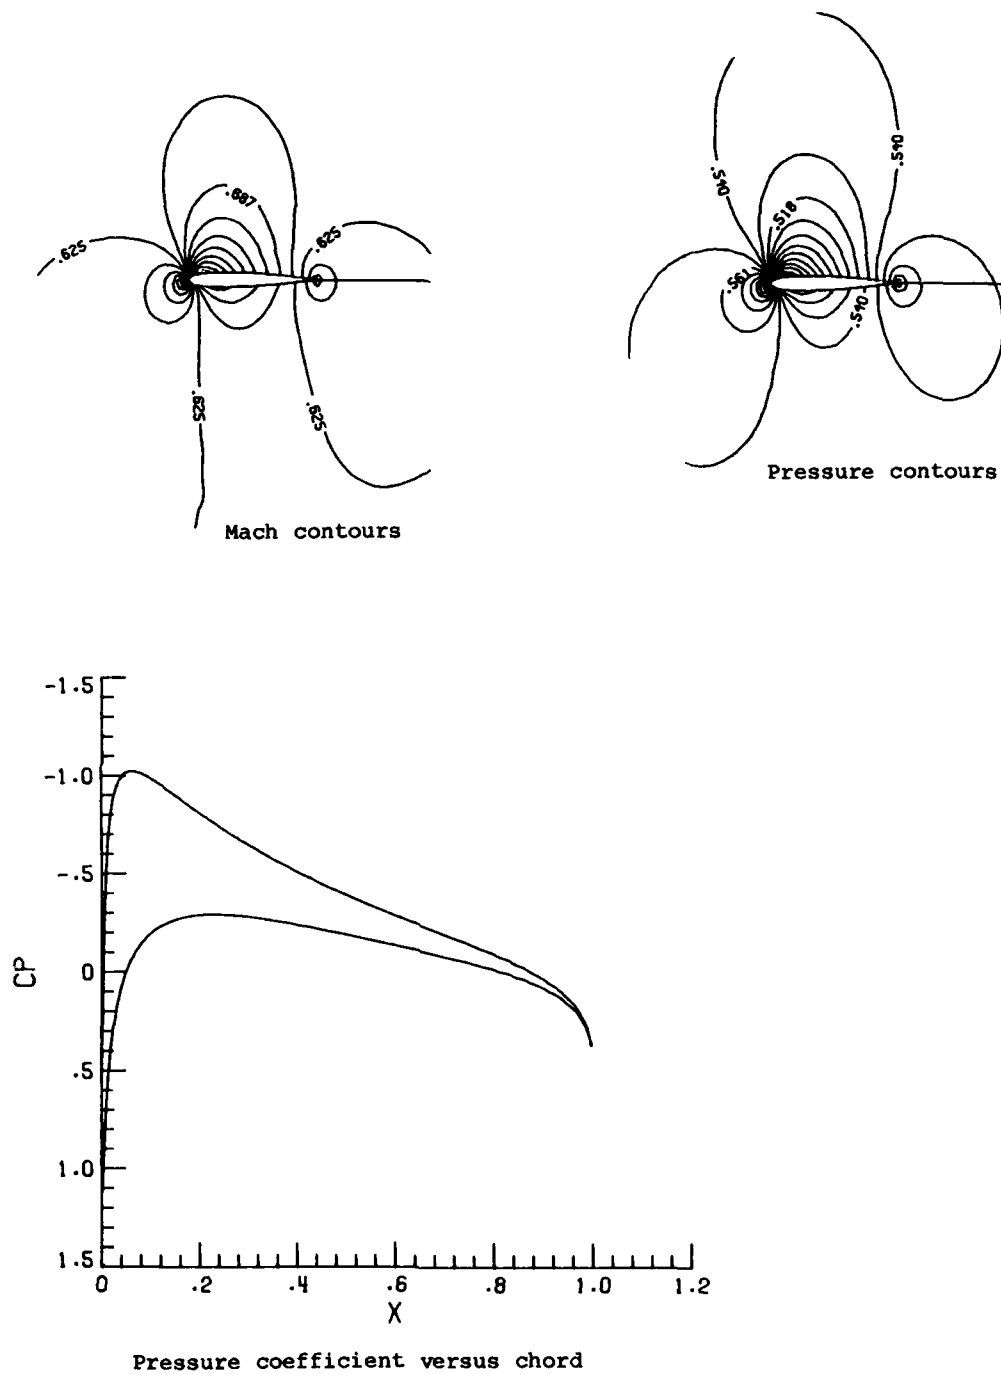 .625
.687
.625
.625
.625
Mach contours
.540
.540
.518
.561
.540
Pressure contours
-1.5
-1.0
-.5
0
.5
1.0
1.5
CP
0 .2 .4 .6 .8 1.0 1.2
X
Pressure coefficient versus chord